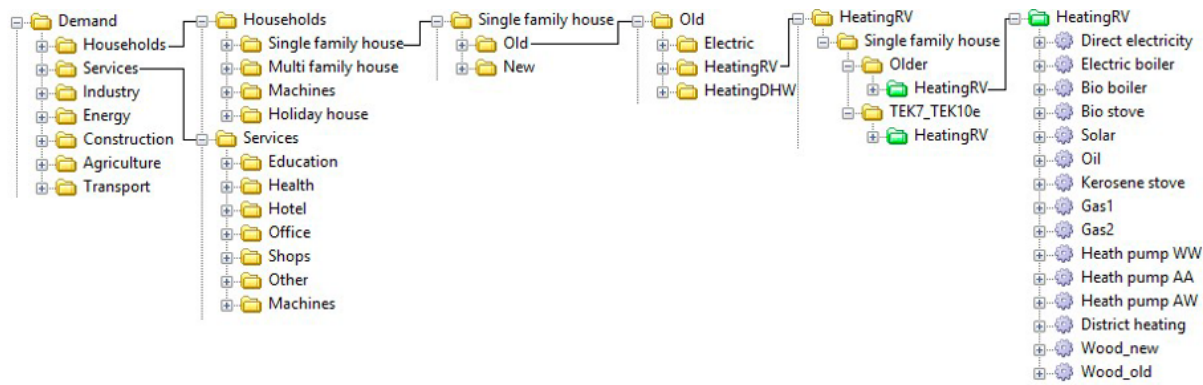 Demand
Households
Services
Industry
Energy
Construction
Agriculture
Transport
Households
Single family house
Multi family house
Machines
Holiday house
Services
Education
Health
Hotel
Office
Shops
Other
Machines
Single family house
Old
New
Old
Electric
HeatingRV
HeatingDHW
HeatingRV
Single family house
Older
HeatingRV
TEK7_TEK10e
HeatingRV
HeatingRV
Direct electricity
Electric boiler
Bio boiler
Bio stove
Solar
Oil
Kerosene stove
Gas1
Gas2
Heath pump WW
Heath pump AA
Heath pump AW
District heating
Wood_new
Wood_old